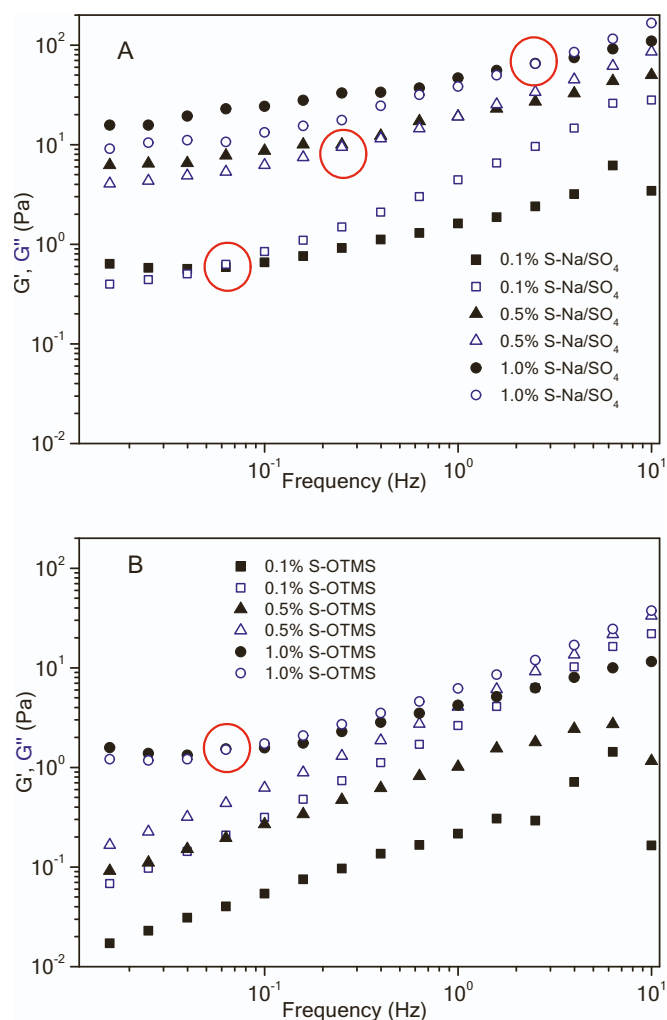 A
10²
10¹
10⁰
10⁻¹
10⁻²
G', G'' (Pa)
0.1% S-Na/SO₄
0.1% S-Na/SO₄
0.5% S-Na/SO₄
0.5% S-Na/SO₄
1.0% S-Na/SO₄
1.0% S-Na/SO₄
10⁻¹ 10⁰ 10¹
Frequency (Hz)
B
10²
10¹
10⁰
10⁻¹
10⁻²
G', G'' (Pa)
0.1% S-OTMS
0.1% S-OTMS
0.5% S-OTMS
0.5% S-OTMS
1.0% S-OTMS
1.0% S-OTMS
10⁻¹ 10⁰ 10¹
Frequency (Hz)